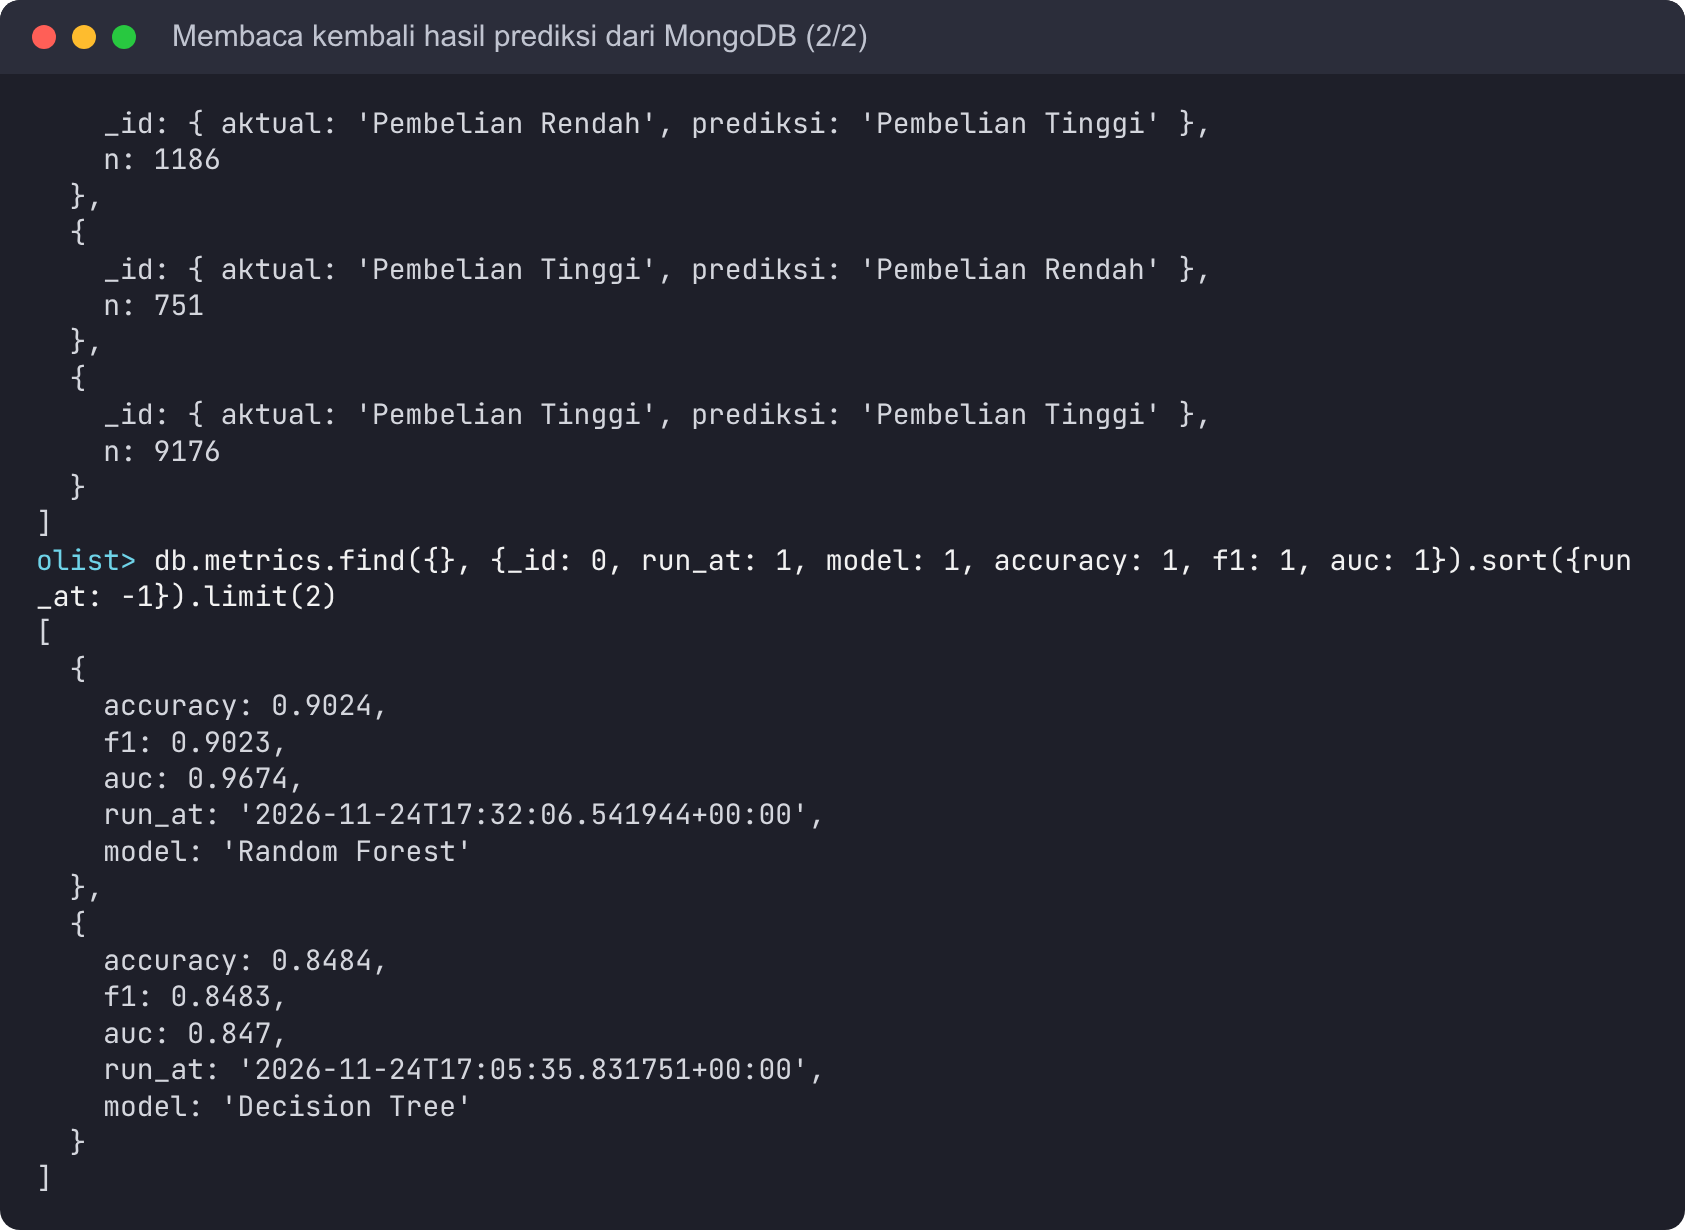 Membaca kembali hasil prediksi dari MongoDB (2/2)
    _id: { aktual: 'Pembelian Rendah', prediksi: 'Pembelian Tinggi' },
    n: 1186
  },
  {
    _id: { aktual: 'Pembelian Tinggi', prediksi: 'Pembelian Rendah' },
    n: 751
  },
  {
    _id: { aktual: 'Pembelian Tinggi', prediksi: 'Pembelian Tinggi' },
    n: 9176
  }
]
olist> db.metrics.find({}, {_id: 0, run_at: 1, model: 1, accuracy: 1, f1: 1, auc: 1}).sort({run
_at: -1}).limit(2)
[
  {
    accuracy: 0.9024,
    f1: 0.9023,
    auc: 0.9674,
    run_at: '2026-11-24T17:32:06.541944+00:00',
    model: 'Random Forest'
  },
  {
    accuracy: 0.8484,
    f1: 0.8483,
    auc: 0.847,
    run_at: '2026-11-24T17:05:35.831751+00:00',
    model: 'Decision Tree'
  }
]